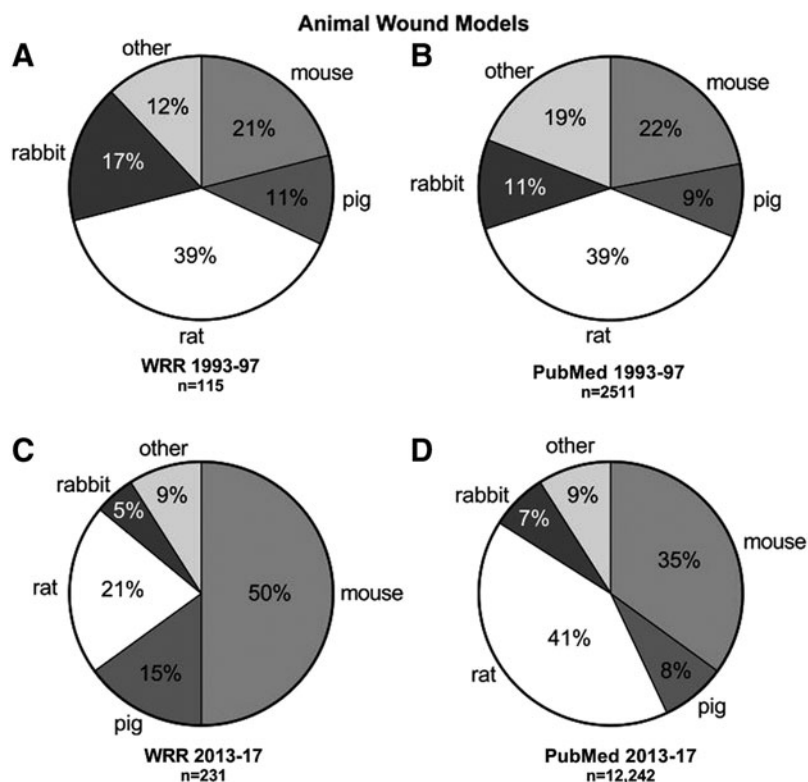 Animal Wound Models
A
other
mouse
12%
21%
rabbit
17%
11%
pig
39%
rat
WRR 1993-97
n=115
B
other
mouse
19%
22%
rabbit
11%
9%
pig
39%
rat
PubMed 1993-97
n=2511
C
other
rabbit
9%
5%
rat
21%
50%
mouse
15%
pig
WRR 2013-17
n=231
D
other
rabbit
9%
7%
mouse
35%
41%
rat
8%
pig
PubMed 2013-17
n=12,242